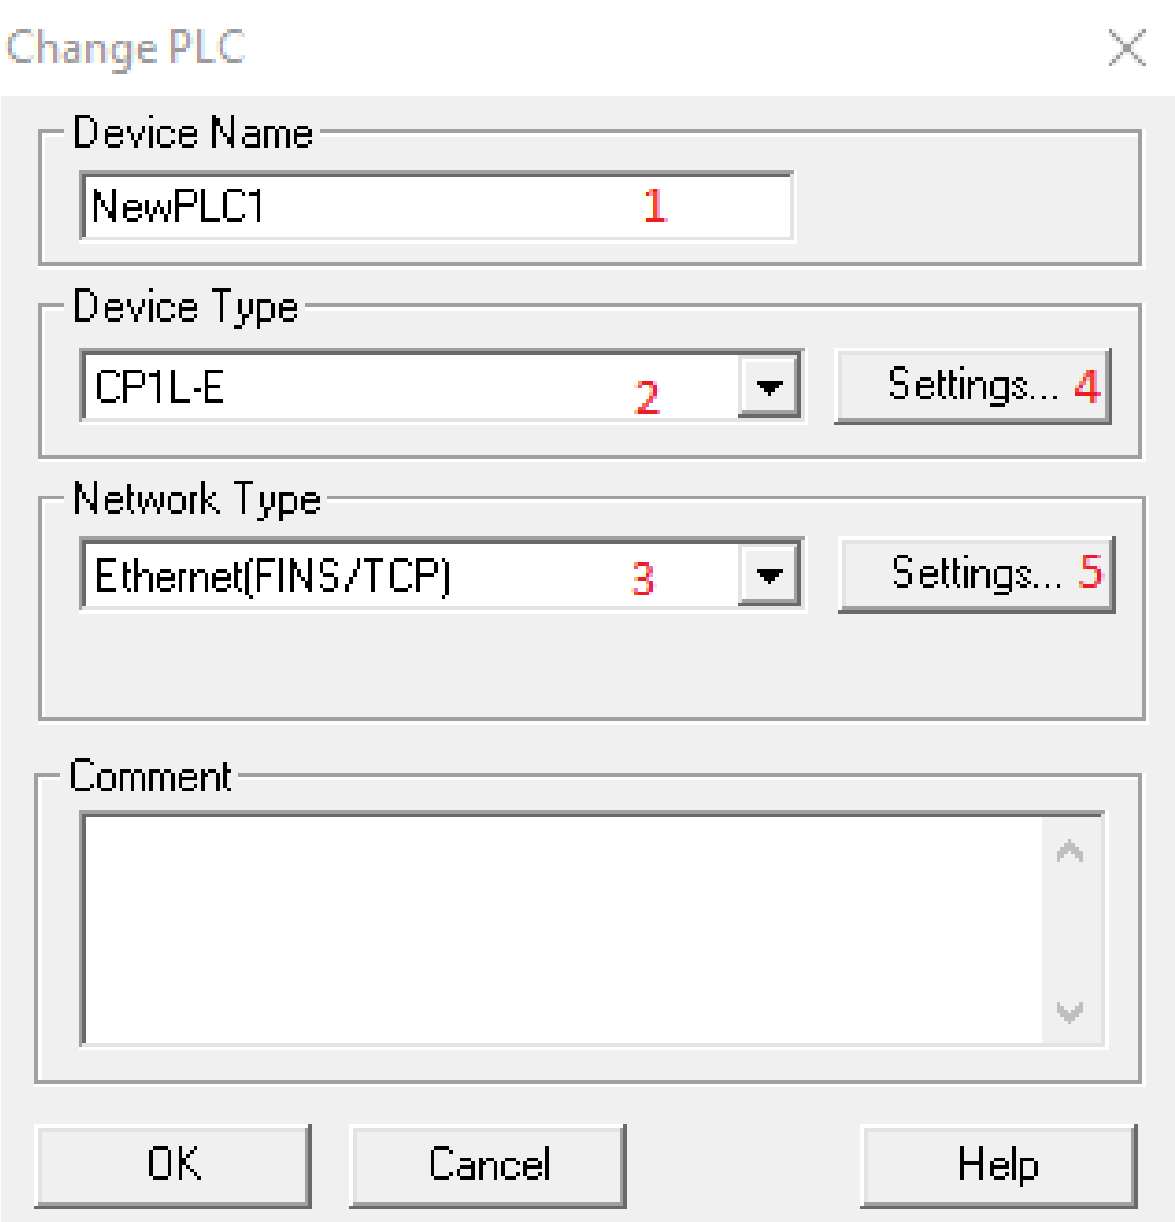 Change PLC
Device Name
NewPLC1 1
Device Type
CP1L-E 2 Settings... 4
Network Type
Ethernet(FINS/TCP) 3 Settings... 5
Comment
OK Cancel Help